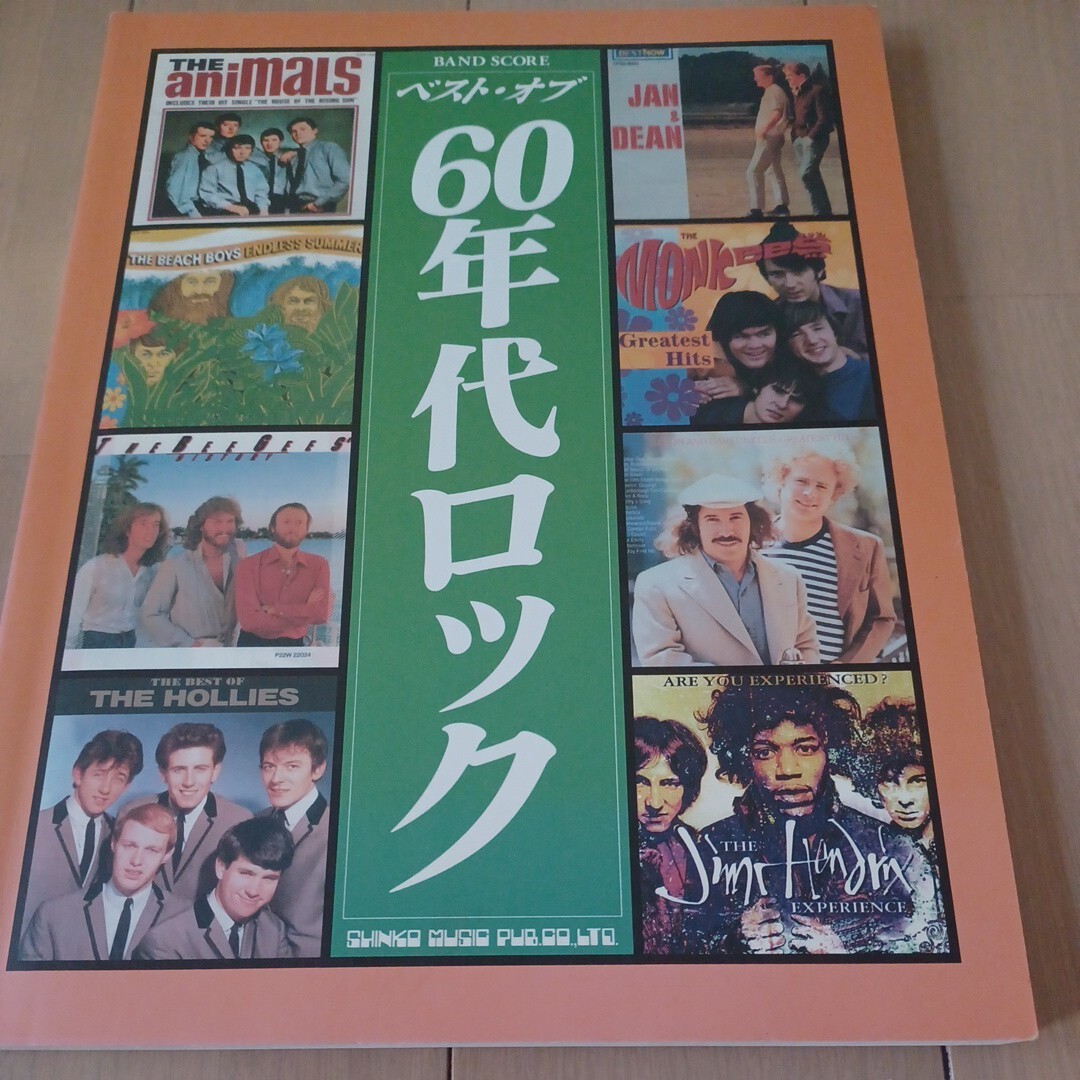 THE
animals
INCLUDES THEIR HIT SINGLE "THE HOUSE OF THE RISING SUN"
THE BEACH BOYS ENDLESS SUMMER
THE BEE GEES
HISTORY
P22W 22024
THE BEST OF
THE HOLLIES
BAND SCORE
ベスト・オブ
60年代ロック
SHINKO MUSIC PUB.CO.,LTD.
BEST NOW
JAN
&
DEAN
THE
MONKEES
Greatest
Hits
ARE YOU EXPERIENCED?
THE
Jimi Hendrix
EXPERIENCE